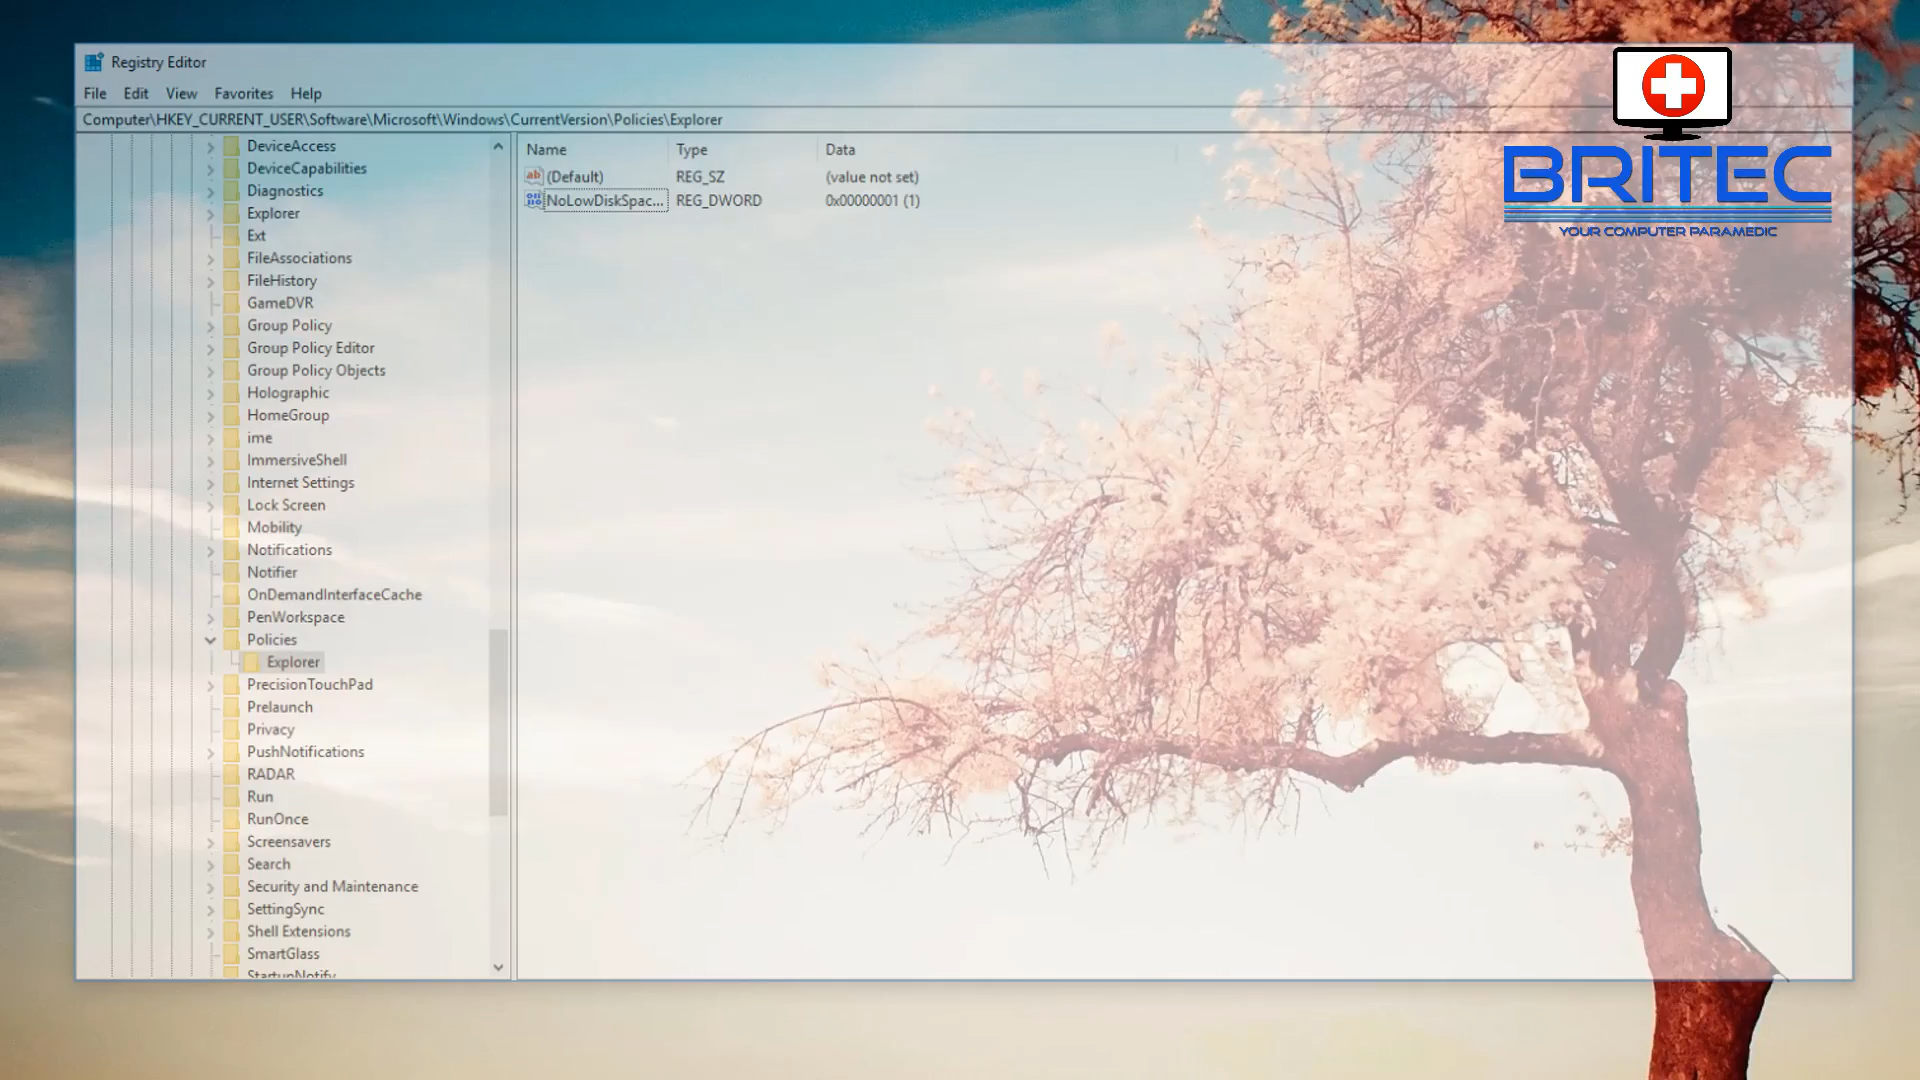 Registry Editor
File Edit View Favorites Help
Computer\HKEY_CURRENT_USER\Software\Microsoft\Windows\CurrentVersion\Policies\Explorer
DeviceAccess
DeviceCapabilities
Diagnostics
Explorer
Ext
FileAssociations
FileHistory
GameDVR
Group Policy
Group Policy Editor
Group Policy Objects
Holographic
HomeGroup
ime
ImmersiveShell
Internet Settings
Lock Screen
Mobility
Notifications
Notifier
OnDemandInterfaceCache
PenWorkspace
Policies
Explorer
PrecisionTouchPad
Prelaunch
Privacy
PushNotifications
RADAR
Run
RunOnce
Screensavers
Search
Security and Maintenance
SettingSync
Shell Extensions
SmartGlass
StartupNotify
Name Type Data
ab (Default) REG_SZ (value not set)
NoLowDiskSpac... REG_DWORD 0x00000001 (1)
BRITEC
YOUR COMPUTER PARAMEDIC